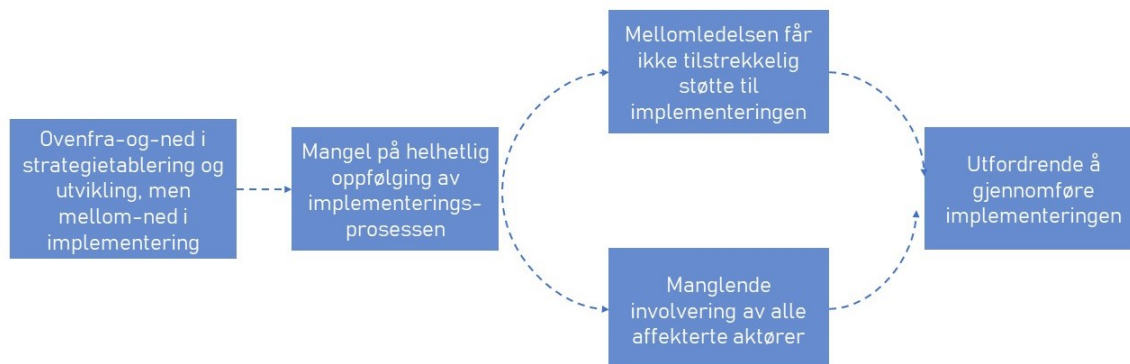 Ovenfra-og-ned i
strategietablering og
utvikling, men
mellom-ned i
implementering
Mangel på helhetlig
oppfølging av
implementerings-
prosessen
Mellomledelsen får
ikke tilstrekkelig
støtte til
implementeringen
Manglende
involvering av alle
affekterte aktører
Utfordrende å
gjennomføre
implementeringen